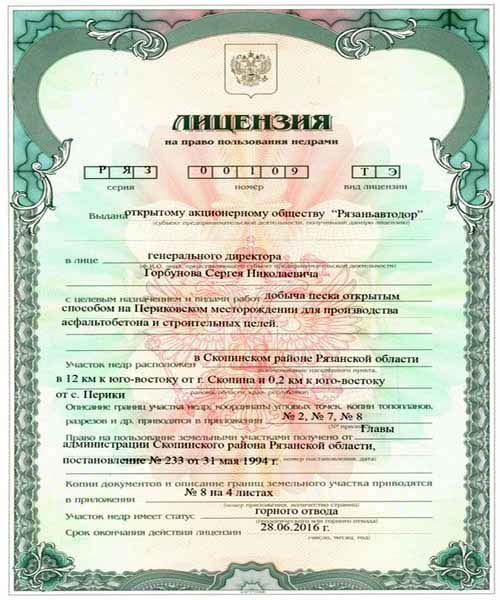 ЛИЦЕНЗИЯ
на право пользования недрами
Р Я З 0 0 1 0 9 Т Э
серия номер вид лицензии
Выдана открытому акционерному обществу "Рязаньавтодор"
(субъект предпринимательской деятельности, получивший данную лицензию)
в лице генерального директора
(ф.и.о. лица, представляющего субъект предпринимательской деятельности)
Горбунова Сергея Николаевича
с целевым назначением и видами работ добыча песка открытым
способом на Периковском месторождении для производства
асфальтобетона и строительных целей.
в Скопинском районе Рязанской области
Участок недр расположен
населенного пункта,
в 12 км к юго-востоку от г. Скопина и 0,2 км к юго-востоку
от с. Перики
района, области, края, республики)
Описание границ участка недр, координаты угловых точек, копии топопланов,
разрезов и др. приводятся в приложении № 2, № 7, № 8
(№ прилож.)
Право на пользование земельными участками получено от Главы
администрации Скопинского района Рязанской области,
постановление № 233 от 31 мая 1994 г.
номер постановления, дата)
Копии документов и описание границ земельного участка приводятся
в приложении № 8 на 4 листах
(номер приложения, количество страниц)
Участок недр имеет статус горного отвода
(геологического или горного отвода)
Срок окончания действия лицензии 28.06.2016 г.
(число, месяц, год)